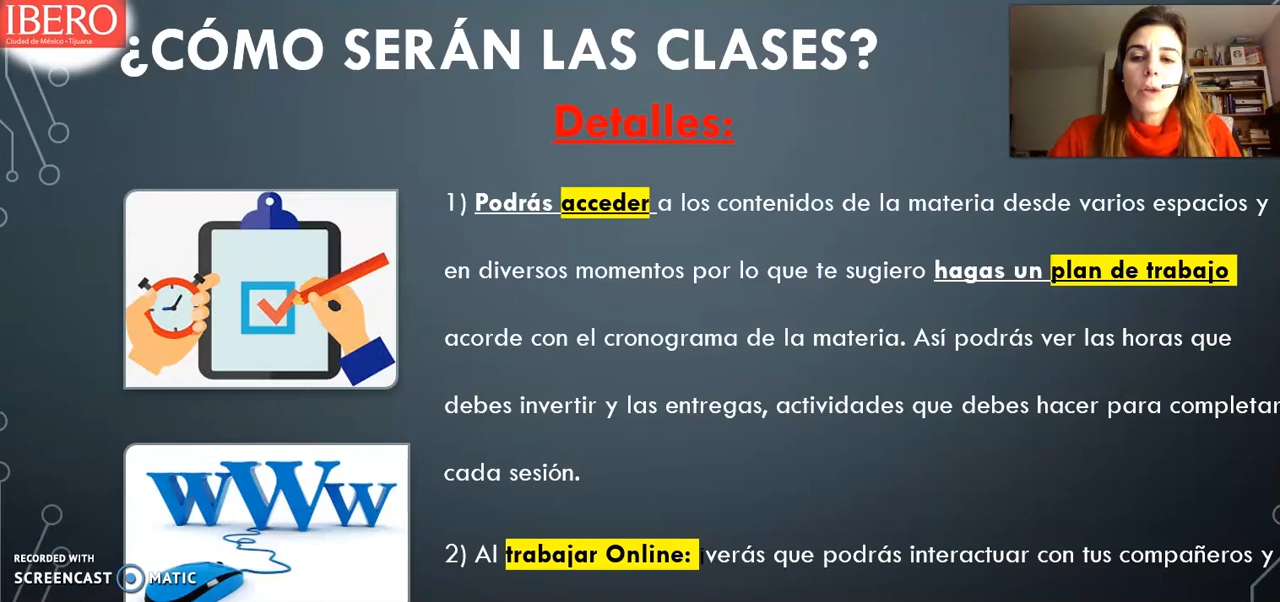 IBERO
Ciudad de México • Tijuana
¿CÓMO SERÁN LAS CLASES?
Detalles:
1) Podrás acceder a los contenidos de la materia desde varios espacios y
en diversos momentos por lo que te sugiero hagas un plan de trabajo
acorde con el cronograma de la materia. Así podrás ver las horas que
debes invertir y las entregas, actividades que debes hacer para completar
cada sesión.
www
2) Al trabajar Online: verás que podrás interactuar con tus compañeros y
RECORDED WITH
SCREENCAST MATIC